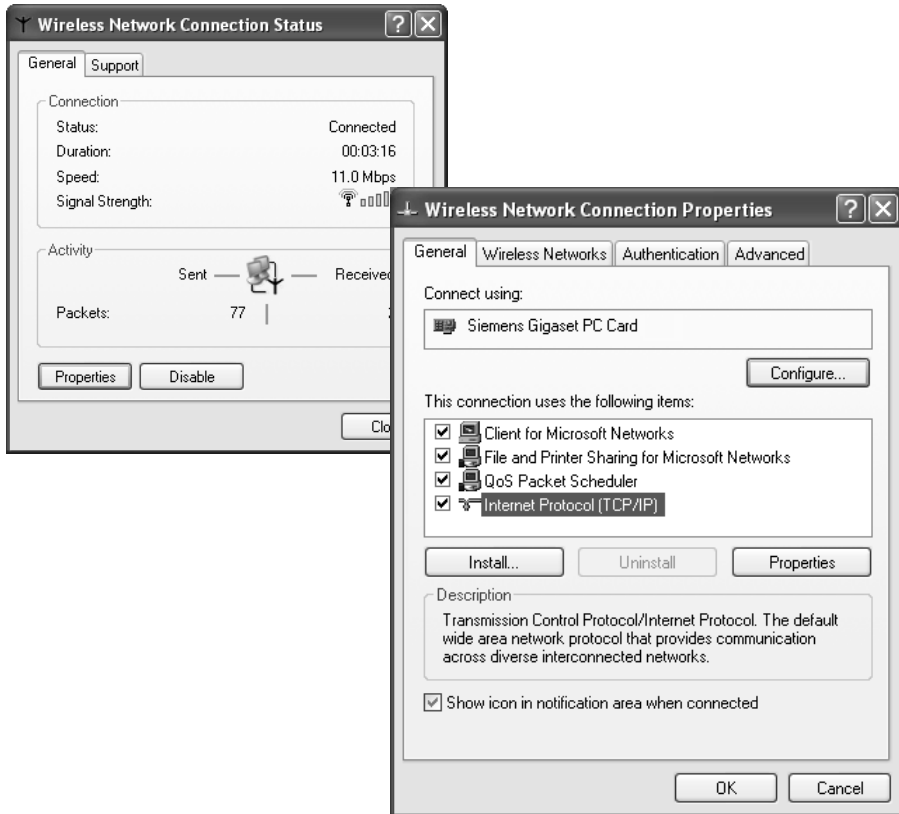 Wireless Network Connection Status
General Support
Connection
Status: Connected
Duration: 00:03:16
Speed: 11.0 Mbps
Signal Strength:
Activity
Sent Received
Packets: 77
Properties Disable
Wireless Network Connection Properties
General Wireless Networks Authentication Advanced
Connect using:
Siemens Gigaset PC Card
Configure...
This connection uses the following items:
Client for Microsoft Networks
File and Printer Sharing for Microsoft Networks
QoS Packet Scheduler
Internet Protocol (TCP/IP)
Install... Uninstall Properties
Description
Transmission Control Protocol/Internet Protocol. The default
wide area network protocol that provides communication
across diverse interconnected networks.
Show icon in notification area when connected
OK Cancel